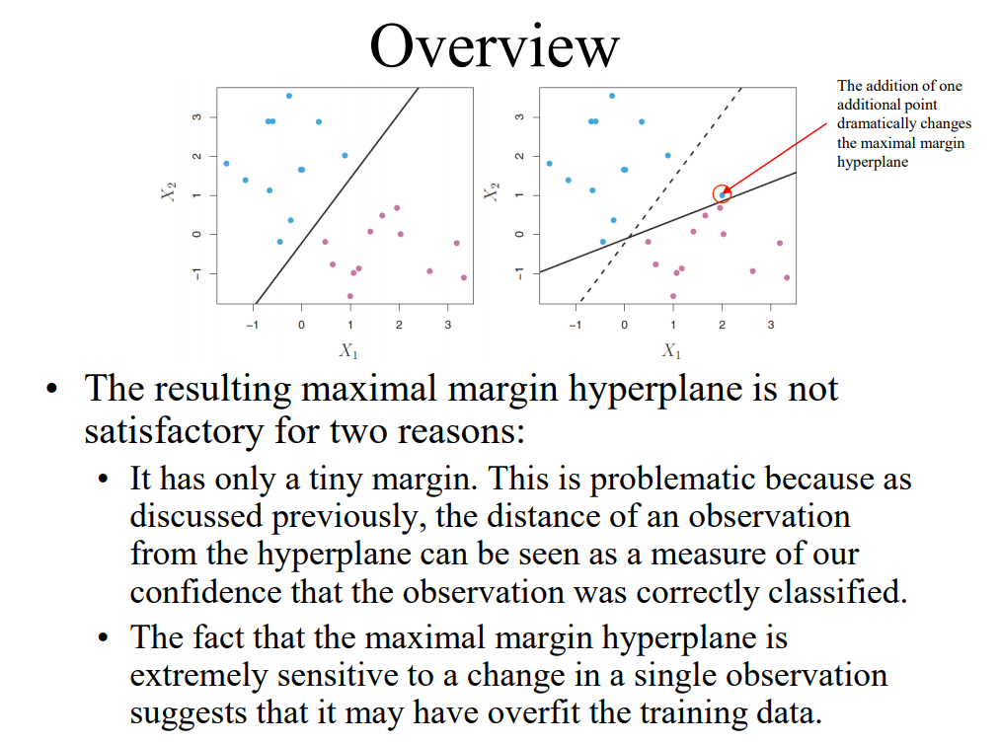 Overview
The addition of one
additional point
dramatically changes
the maximal margin
hyperplane
3
2
1
0
−1
X₂
−1
0
1
2
3
X₁
3
2
1
0
−1
X₂
−1
0
1
2
3
X₁
• The resulting maximal margin hyperplane is not
satisfactory for two reasons:
• It has only a tiny margin. This is problematic because as
discussed previously, the distance of an observation
from the hyperplane can be seen as a measure of our
confidence that the observation was correctly classified.
• The fact that the maximal margin hyperplane is
extremely sensitive to a change in a single observation
suggests that it may have overfit the training data.